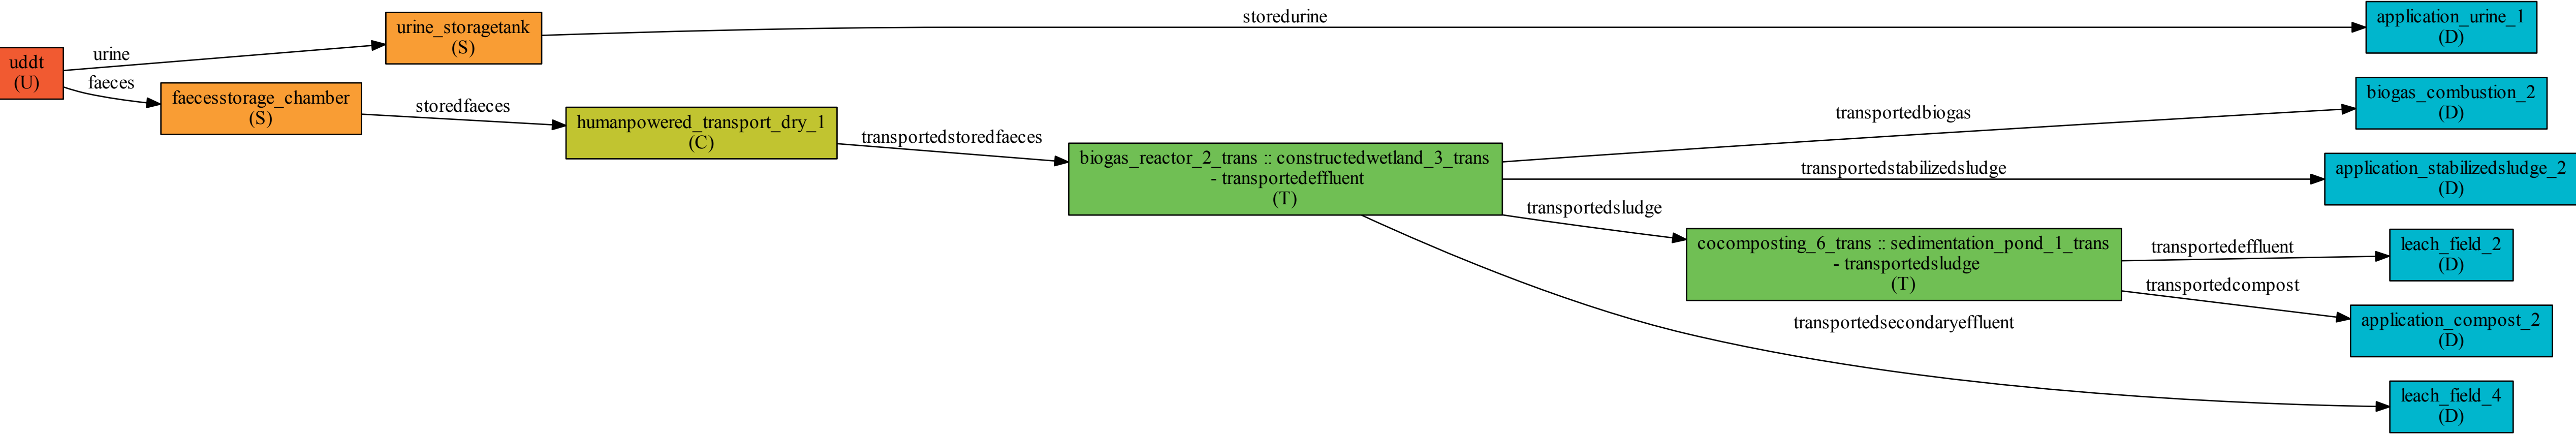 uddt
(U)
urine
faeces
urine_storagetank
(S)
faecesstorage_chamber
(S)
storedurine
storedfaeces
humanpowered_transport_dry_1
(C)
transportedstoredfaeces
biogas_reactor_2_trans :: constructedwetland_3_trans
- transportedeffluent
(T)
transportedbiogas
transportedstabilizedsludge
transportedsludge
transportedsecondaryeffluent
cocomposting_6_trans :: sedimentation_pond_1_trans
- transportedsludge
(T)
transportedeffluent
transportedcompost
application_urine_1
(D)
biogas_combustion_2
(D)
application_stabilizedsludge_2
(D)
leach_field_2
(D)
application_compost_2
(D)
leach_field_4
(D)